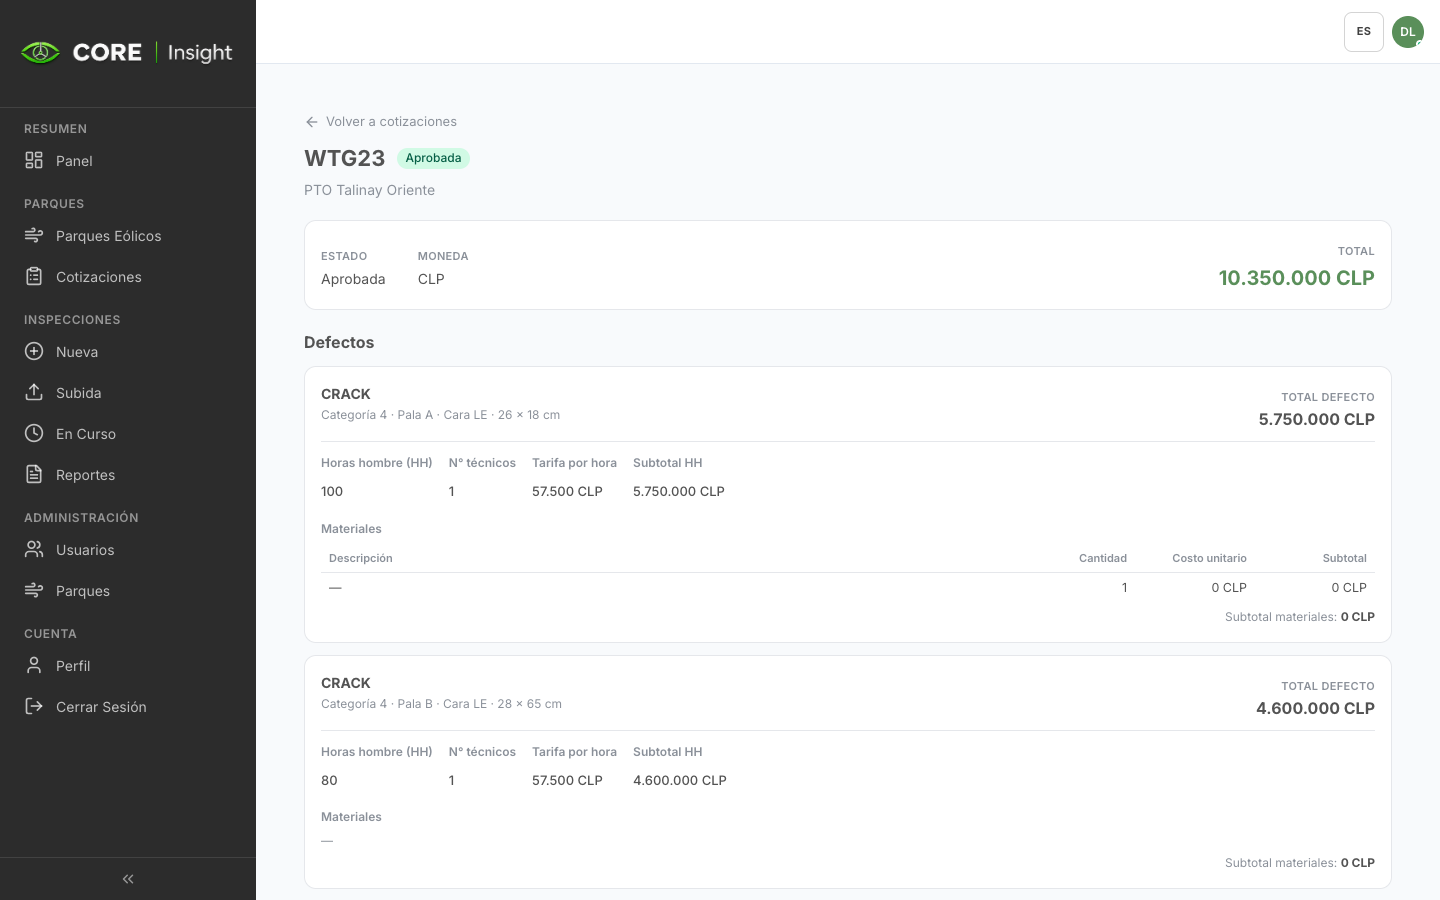 CORE | Insight
RESUMEN
Panel
PARQUES
Parques Eólicos
Cotizaciones
INSPECCIONES
Nueva
Subida
En Curso
Reportes
ADMINISTRACIÓN
Usuarios
Parques
CUENTA
Perfil
Cerrar Sesión
ES
DL
Volver a cotizaciones
WTG23 Aprobada
PTO Talinay Oriente
ESTADO MONEDA TOTAL
Aprobada CLP 10.350.000 CLP
Defectos
CRACK TOTAL DEFECTO
Categoría 4 · Pala A · Cara LE · 26 × 18 cm 5.750.000 CLP
Horas hombre (HH) N° técnicos Tarifa por hora Subtotal HH
100 1 57.500 CLP 5.750.000 CLP
Materiales
Descripción Cantidad Costo unitario Subtotal
— 1 0 CLP 0 CLP
Subtotal materiales: 0 CLP
CRACK TOTAL DEFECTO
Categoría 4 · Pala B · Cara LE · 28 × 65 cm 4.600.000 CLP
Horas hombre (HH) N° técnicos Tarifa por hora Subtotal HH
80 1 57.500 CLP 4.600.000 CLP
Materiales
—
Subtotal materiales: 0 CLP